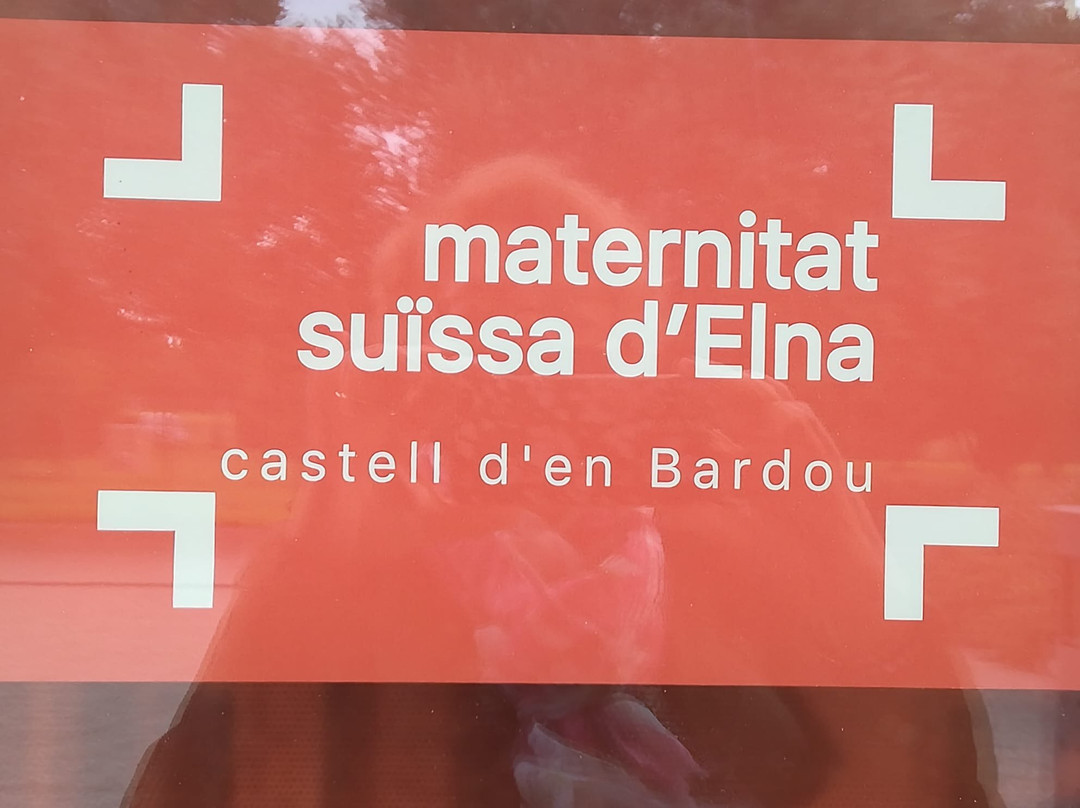 maternitat
suïssa d’Elna
castell d'en Bardou